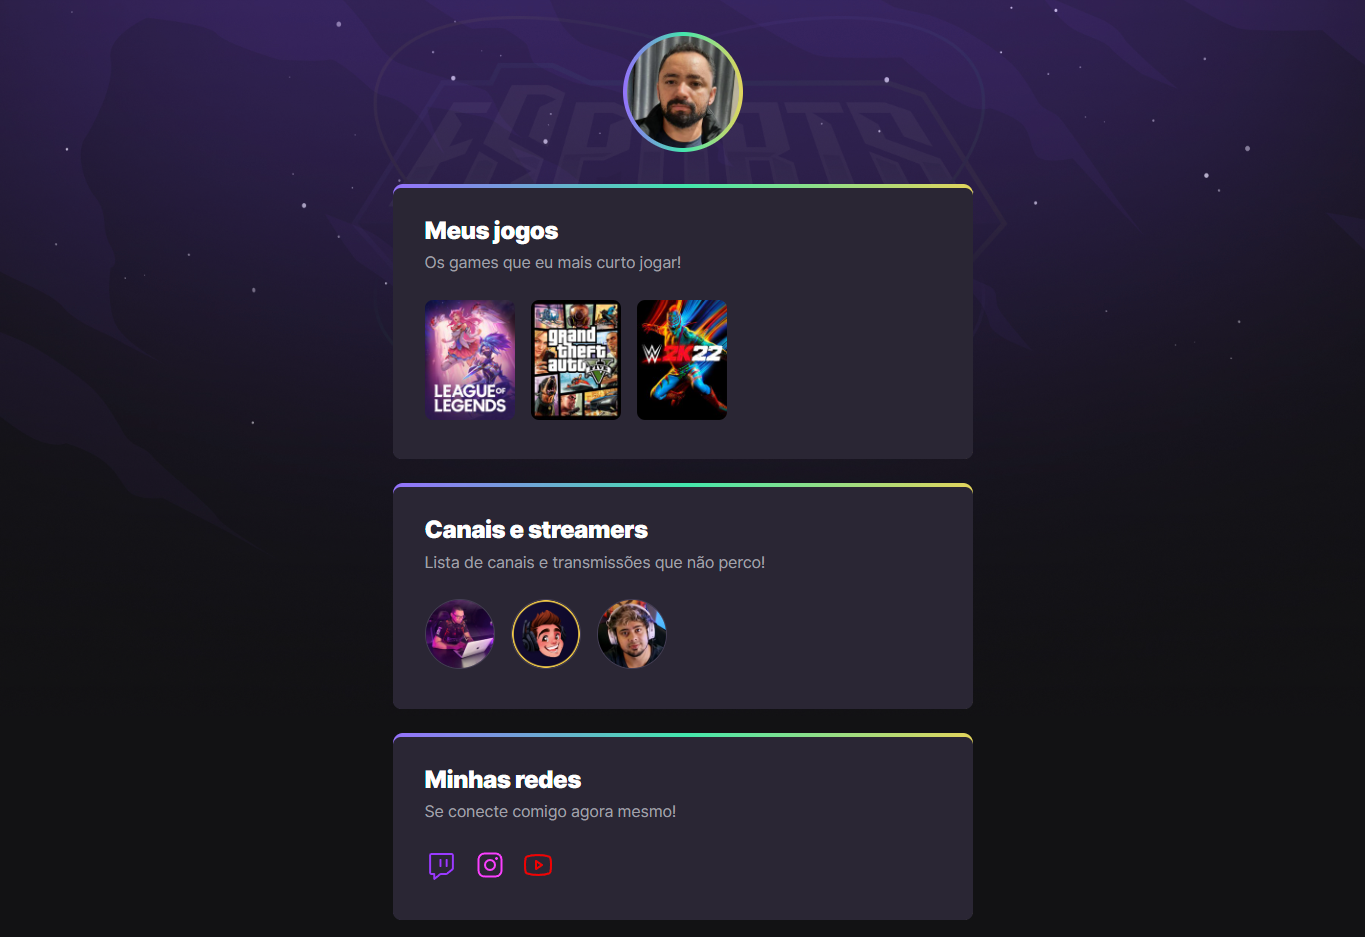 ESPORTS
Meus jogos
Os games que eu mais curto jogar!
LEAGUE OF
LEGENDS
grand
theft
auto V
FIVE
W 2K22
Canais e streamers
Lista de canais e transmissões que não perco!
Minhas redes
Se conecte comigo agora mesmo!